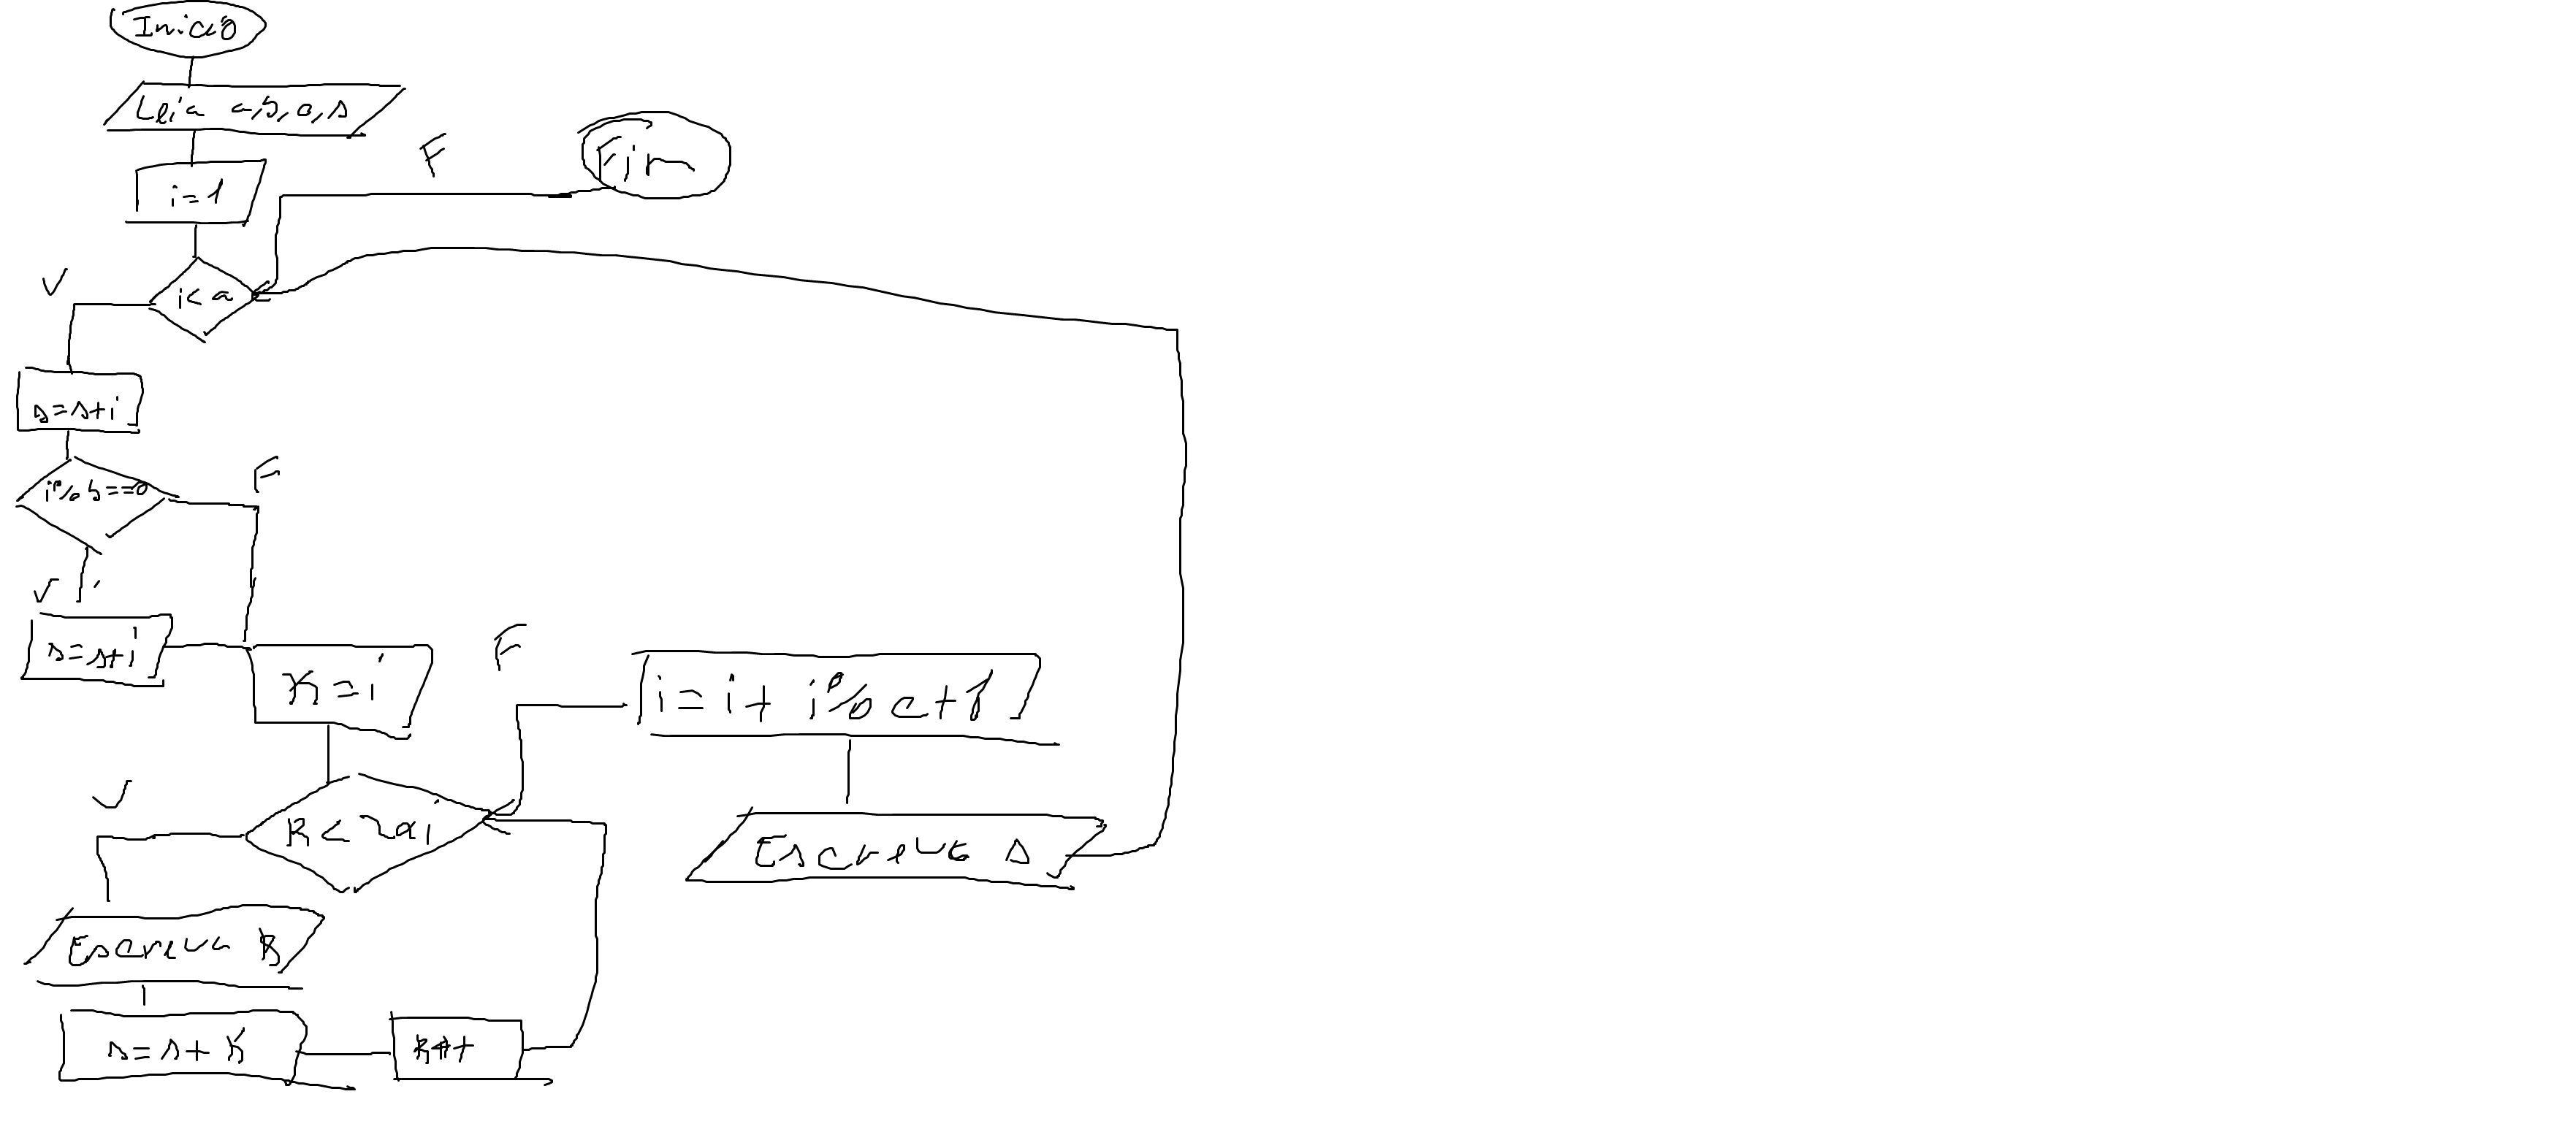 Inicio
Leia a,b,c,s
F
Fim
i=1
V
i<a
s=s+i
F
i%b==0
V
s=s+i
F
K=i
i=i+ i%c+1
V
K<2*i
Escreva s
Escreva K
s=s+K
K++